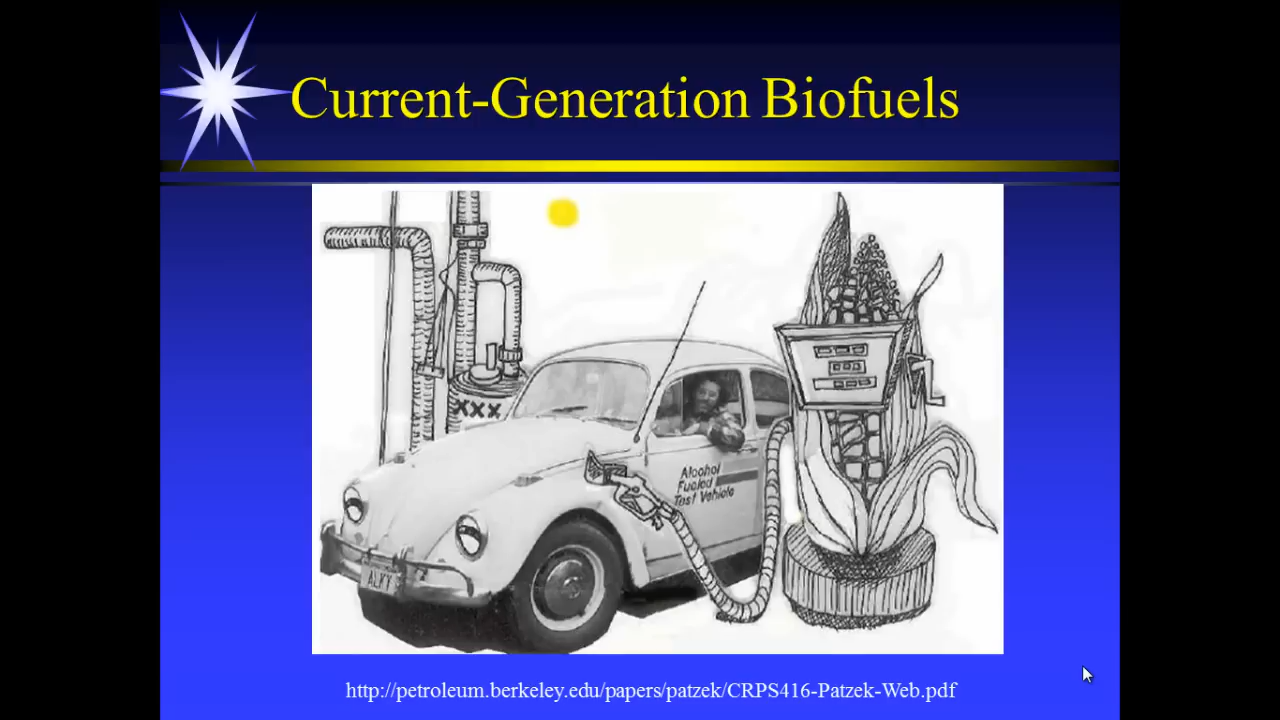 Current-Generation Biofuels
XXX
Alcohol
Fueled
Test Vehicle
ALKY
http://petroleum.berkeley.edu/papers/patzek/CRPS416-Patzek-Web.pdf